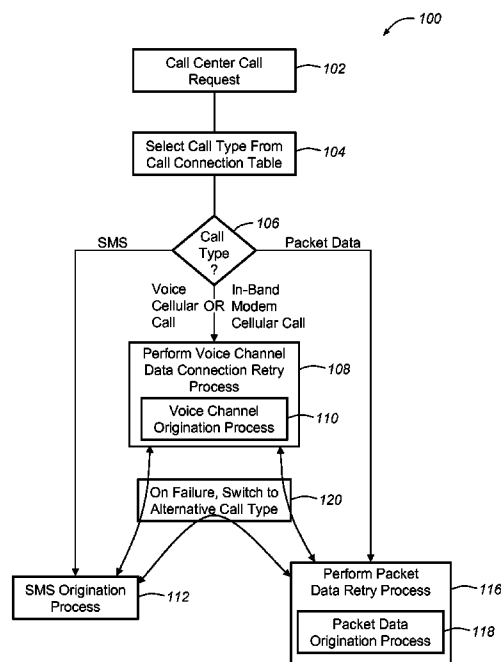 100
Call Center Call
Request
102
Select Call Type From
Call Connection Table
104
106
Call
Type
?
SMS
Packet Data
Voice
Cellular
Call
OR
In-Band
Modem
Cellular Call
Perform Voice Channel
Data Connection Retry
Process
108
Voice Channel
Origination Process
110
On Failure, Switch to
Alternative Call Type
120
SMS Origination
Process
112
Perform Packet
Data Retry Process
116
Packet Data
Origination Process
118